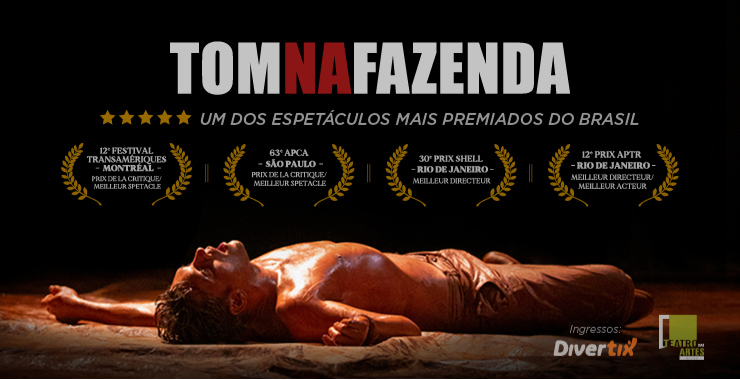 TOMNAFAZENDA
UM DOS ESPETÁCULOS MAIS PREMIADOS DO BRASIL
12º FESTIVAL
TRANSAMÉRIQUES
– MONTRÉAL –
PRIX DE LA CRITIQUE/
MEILLEUR SPETACLE
63º APCA
– SÃO PAULO –
PRIX DE LA CRITIQUE/
MEILLEUR SPETACLE
30º PRIX SHELL
– RIO DE JANEIRO –
MEILLEUR DIRECTEUR
12º PRIX APTR
– RIO DE JANEIRO –
MEILLEUR DIRECTEUR/
MEILLEUR ACTEUR
Ingressos:
Divertix
TEATRO DAS
ARTES